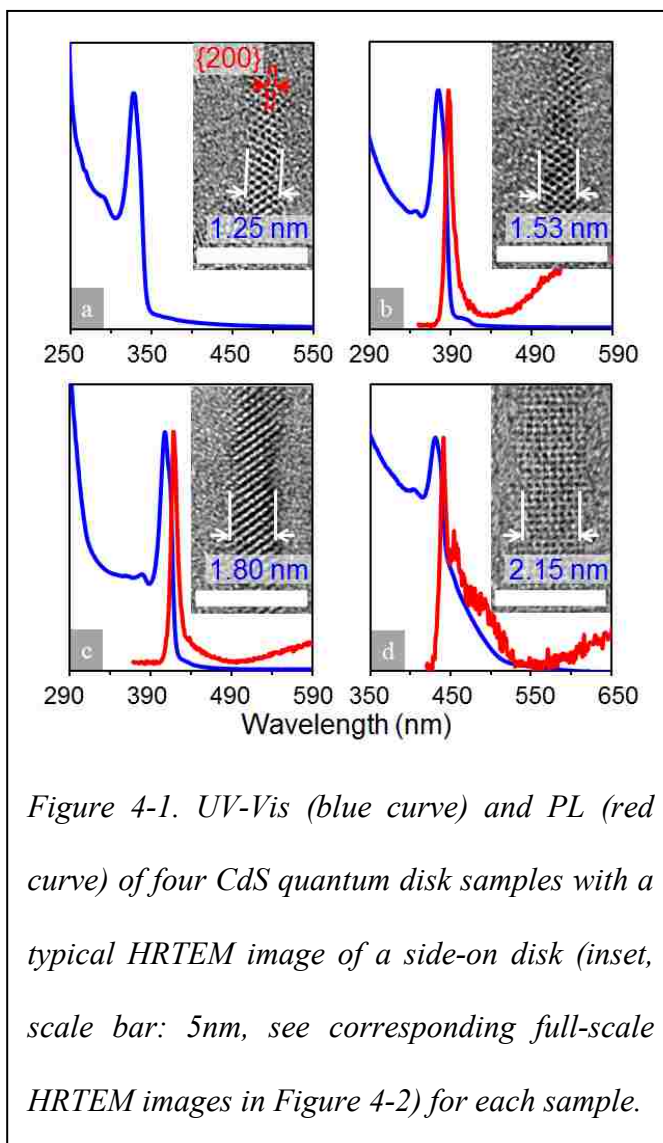 {200}
1.25 nm
a
250 350 450 550
1.53 nm
b
290 390 490 590
1.80 nm
c
290 390 490 590
2.15 nm
d
350 450 550 650
Wavelength (nm)
Figure 4-1. UV-Vis (blue curve) and PL (red
curve) of four CdS quantum disk samples with a
typical HRTEM image of a side-on disk (inset,
scale bar: 5nm, see corresponding full-scale
HRTEM images in Figure 4-2) for each sample.